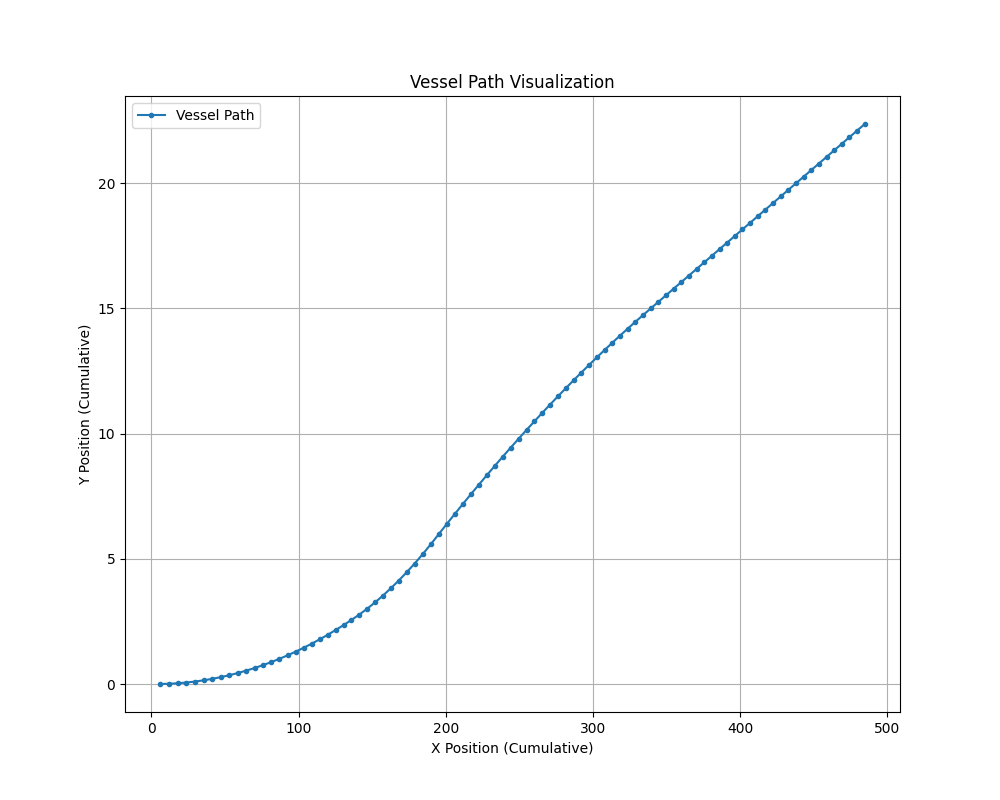 Vessel Path Visualization
Vessel Path
20
15
10
5
0
Y Position (Cumulative)
0 100 200 300 400 500
X Position (Cumulative)